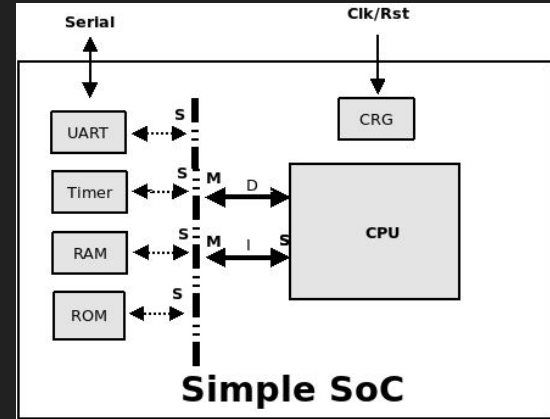 Serial
Clk/Rst
UART
S
CRG
Timer
S
M
D
CPU
RAM
S
M
I
S
ROM
S
Simple SoC